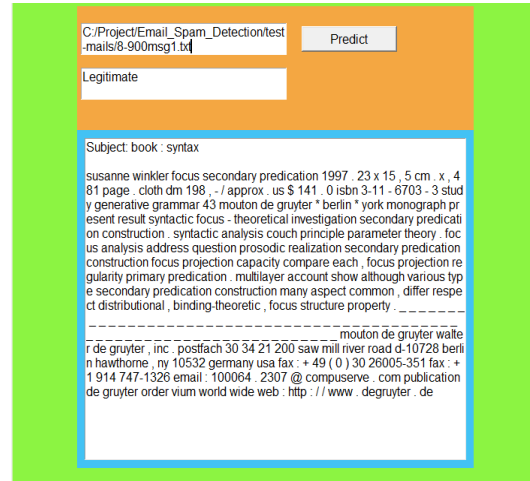 C:/Project/Email_Spam_Detection/test
-mails/8-900msg1.txt
Predict
Legitimate
Subject: book : syntax
susanne winkler focus secondary predication 1997 . 23 x 15 , 5 cm . x , 4
81 page . cloth dm 198 , - / approx . us $ 141 . 0 isbn 3-11 - 6703 - 3 stud
y generative grammar 43 mouton de gruyter * berlin * york monograph pr
esent result syntactic focus - theoretical investigation secondary predicati
on construction . syntactic analysis couch principle parameter theory . foc
us analysis address question prosodic realization secondary predication
construction focus projection capacity compare each , focus projection re
gularity primary predication . multilayer account show although various typ
e secondary predication construction many aspect common , differ respe
ct distributional , binding-theoretic , focus structure property . _ _ _ _ _ _ _
_ _ _ _ _ _ _ _ _ _ _ _ _ _ _ _ _ _ _ _ _ _ _ _ _ _ _ _ _ _ _ _ _ _
_ _ _ _ _ _ _ _ _ _ _ _ _ _ _ _ _ _ _ _ _ _ _ _ _ _ _ mouton de gruyter walte
r de gruyter , inc . postfach 30 34 21 200 saw mill river road d-10728 berli
n hawthorne , ny 10532 germany usa fax : + 49 ( 0 ) 30 26005-351 fax : +
1 914 747-1326 email : 100064 . 2307 @ compuserve . com publication
de gruyter order vium world wide web : http : / / www . degruyter . de